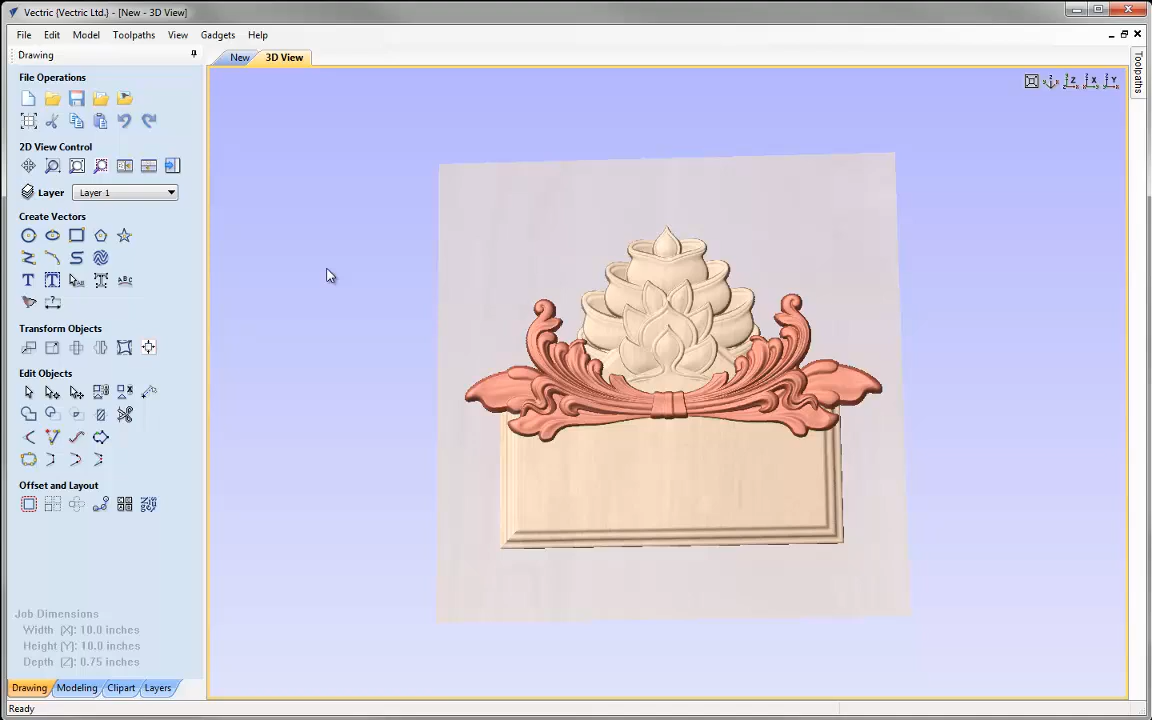 Vectric {Vectric Ltd.} - [New - 3D View]
File Edit Model Toolpaths View Gadgets Help
Drawing
New 3D View
Toolpaths
File Operations
2D View Control
Layer Layer 1
Create Vectors
Transform Objects
Edit Objects
Offset and Layout
Job Dimensions
Width (X): 10.0 inches
Height (Y): 10.0 inches
Depth (Z): 0.75 inches
Drawing Modeling Clipart Layers
Ready